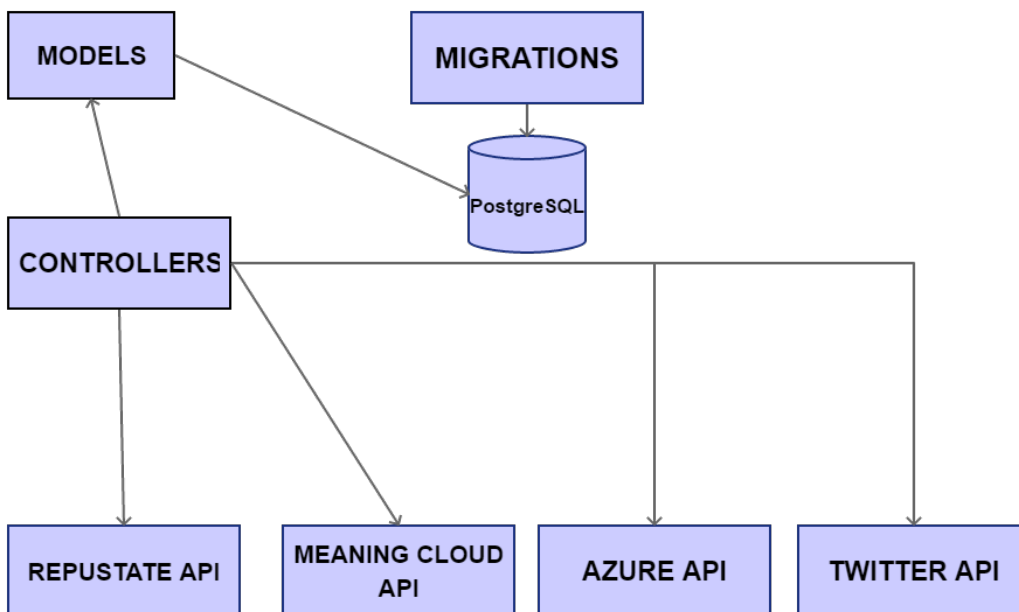 MODELS
MIGRATIONS
PostgreSQL
CONTROLLERS
REPUSTATE API
MEANING CLOUD
API
AZURE API
TWITTER API